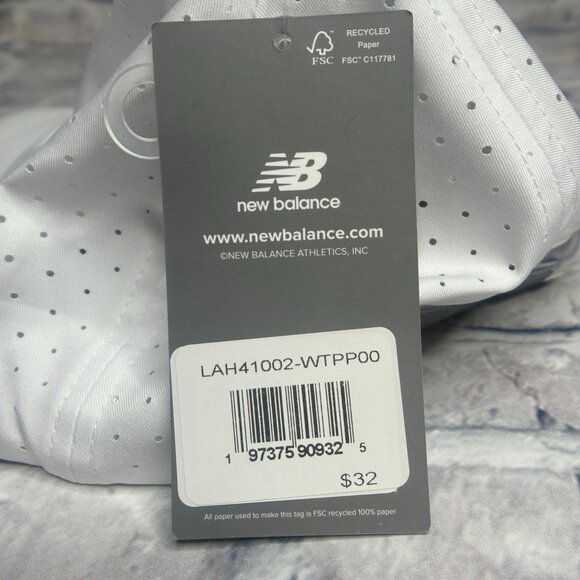 FSC
RECYCLED
Paper
FSC™ C117781
NB
new balance
www.newbalance.com
©NEW BALANCE ATHLETICS, INC
LAH41002-WTPP00
1 97375 90932 5
$32
All paper used to make this tag is FSC recycled 100% paper